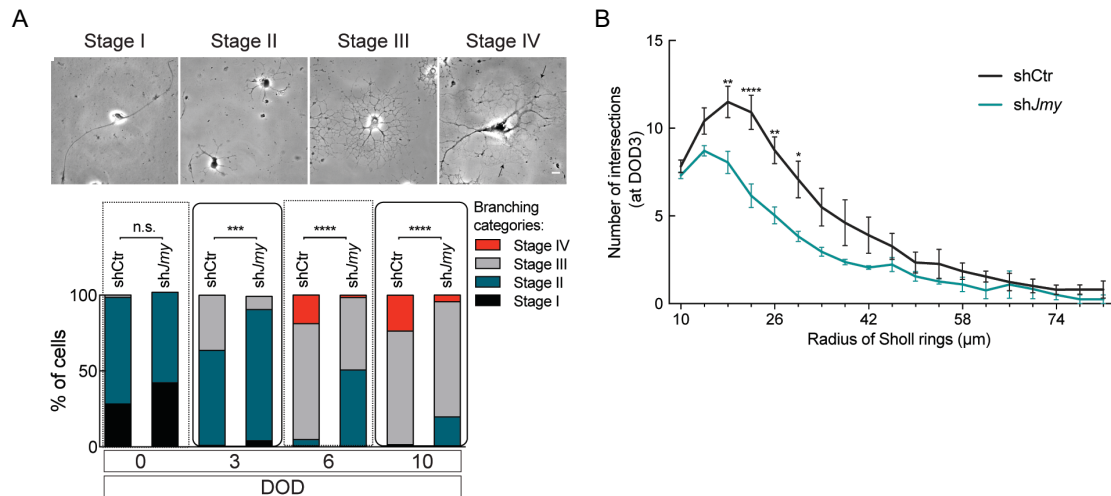 A
Stage I Stage II Stage III Stage IV
n.s. *** **** ****
shCtr shJmy shCtr shJmy shCtr shJmy shCtr shJmy
Branching
categories:
Stage IV
Stage III
Stage II
Stage I
% of cells
100
50
0
0 3 6 10
DOD
B
Number of intersections
(at DOD3)
15
10
5
0
** **** ** *
shCtr
shJmy
10 26 42 58 74
Radius of Sholl rings (µm)